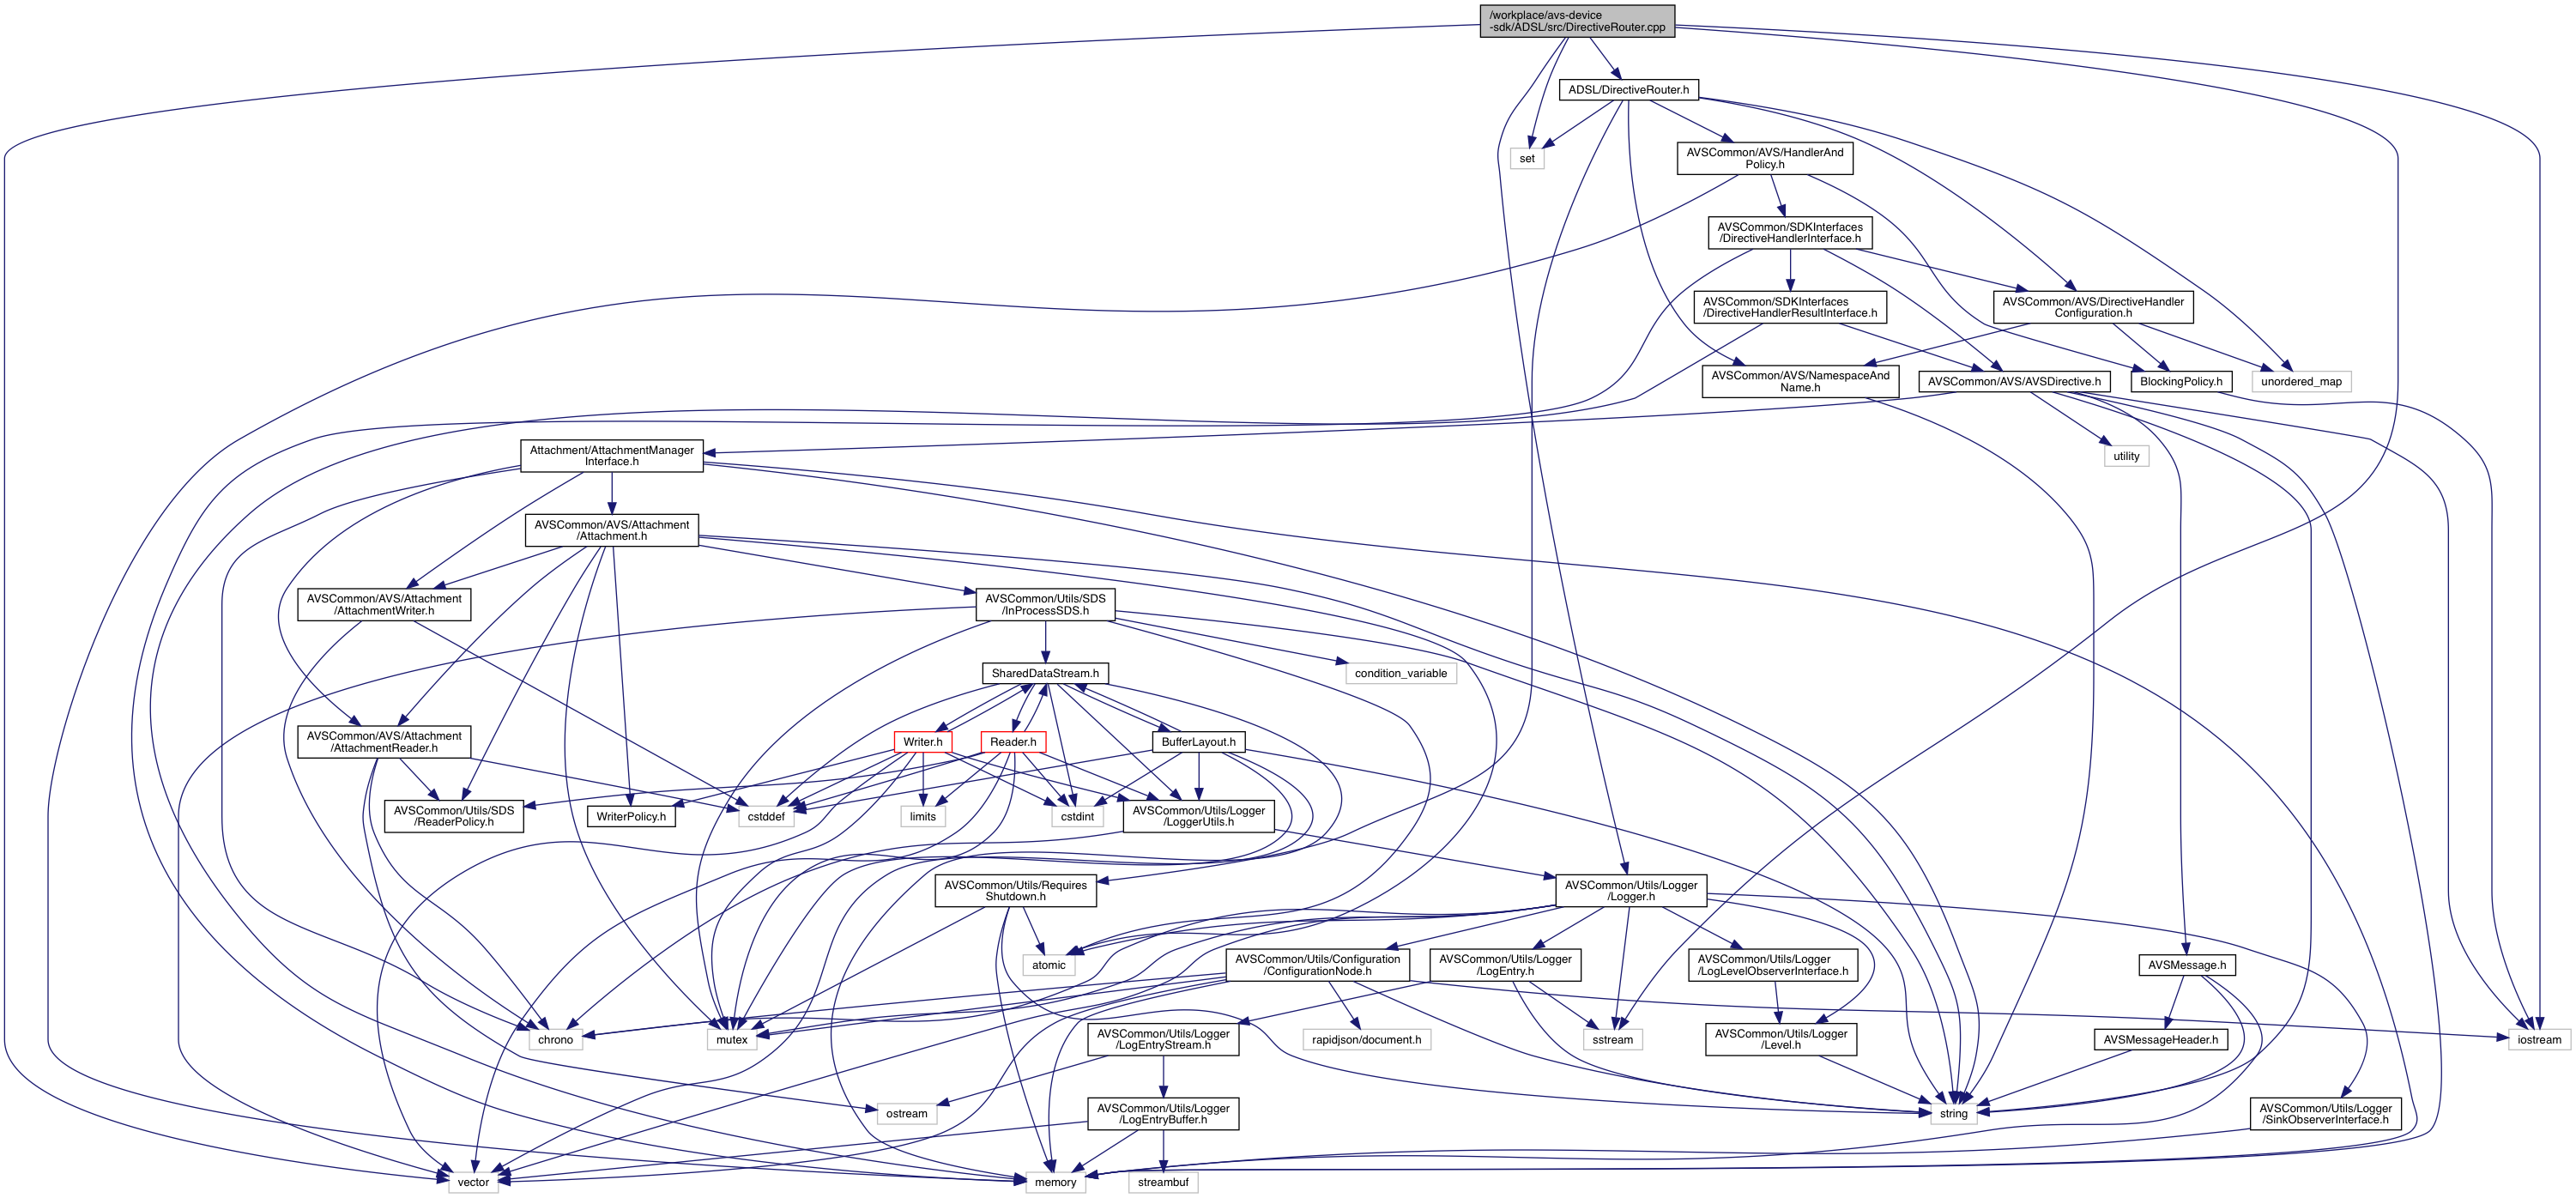 /workplace/avs-device
-sdk/ADSL/src/DirectiveRouter.cpp
ADSL/DirectiveRouter.h
set
AVSCommon/AVS/HandlerAnd
Policy.h
AVSCommon/SDKInterfaces
/DirectiveHandlerInterface.h
AVSCommon/SDKInterfaces
/DirectiveHandlerResultInterface.h
AVSCommon/AVS/DirectiveHandler
Configuration.h
AVSCommon/AVS/NamespaceAnd
Name.h
AVSCommon/AVS/AVSDirective.h
BlockingPolicy.h
unordered_map
Attachment/AttachmentManager
Interface.h
utility
AVSCommon/AVS/Attachment
/Attachment.h
AVSCommon/AVS/Attachment
/AttachmentWriter.h
AVSCommon/Utils/SDS
/InProcessSDS.h
SharedDataStream.h
condition_variable
AVSCommon/AVS/Attachment
/AttachmentReader.h
Writer.h
Reader.h
BufferLayout.h
AVSCommon/Utils/SDS
/ReaderPolicy.h
WriterPolicy.h
cstddef
limits
cstdint
AVSCommon/Utils/Logger
/LoggerUtils.h
AVSCommon/Utils/Requires
Shutdown.h
AVSCommon/Utils/Logger
/Logger.h
atomic
AVSCommon/Utils/Configuration
/ConfigurationNode.h
AVSCommon/Utils/Logger
/LogEntry.h
AVSCommon/Utils/Logger
/LogLevelObserverInterface.h
AVSMessage.h
chrono
mutex
AVSCommon/Utils/Logger
/LogEntryStream.h
rapidjson/document.h
sstream
AVSCommon/Utils/Logger
/Level.h
AVSMessageHeader.h
iostream
ostream
AVSCommon/Utils/Logger
/LogEntryBuffer.h
string
AVSCommon/Utils/Logger
/SinkObserverInterface.h
vector
memory
streambuf